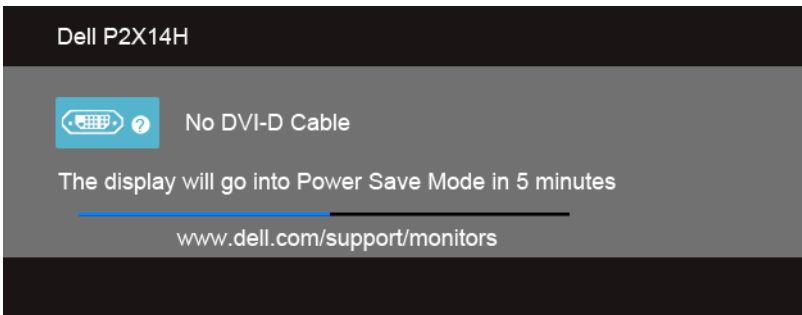 Dell P2X14H
No DVI-D Cable
The display will go into Power Save Mode in 5 minutes
www.dell.com/support/monitors